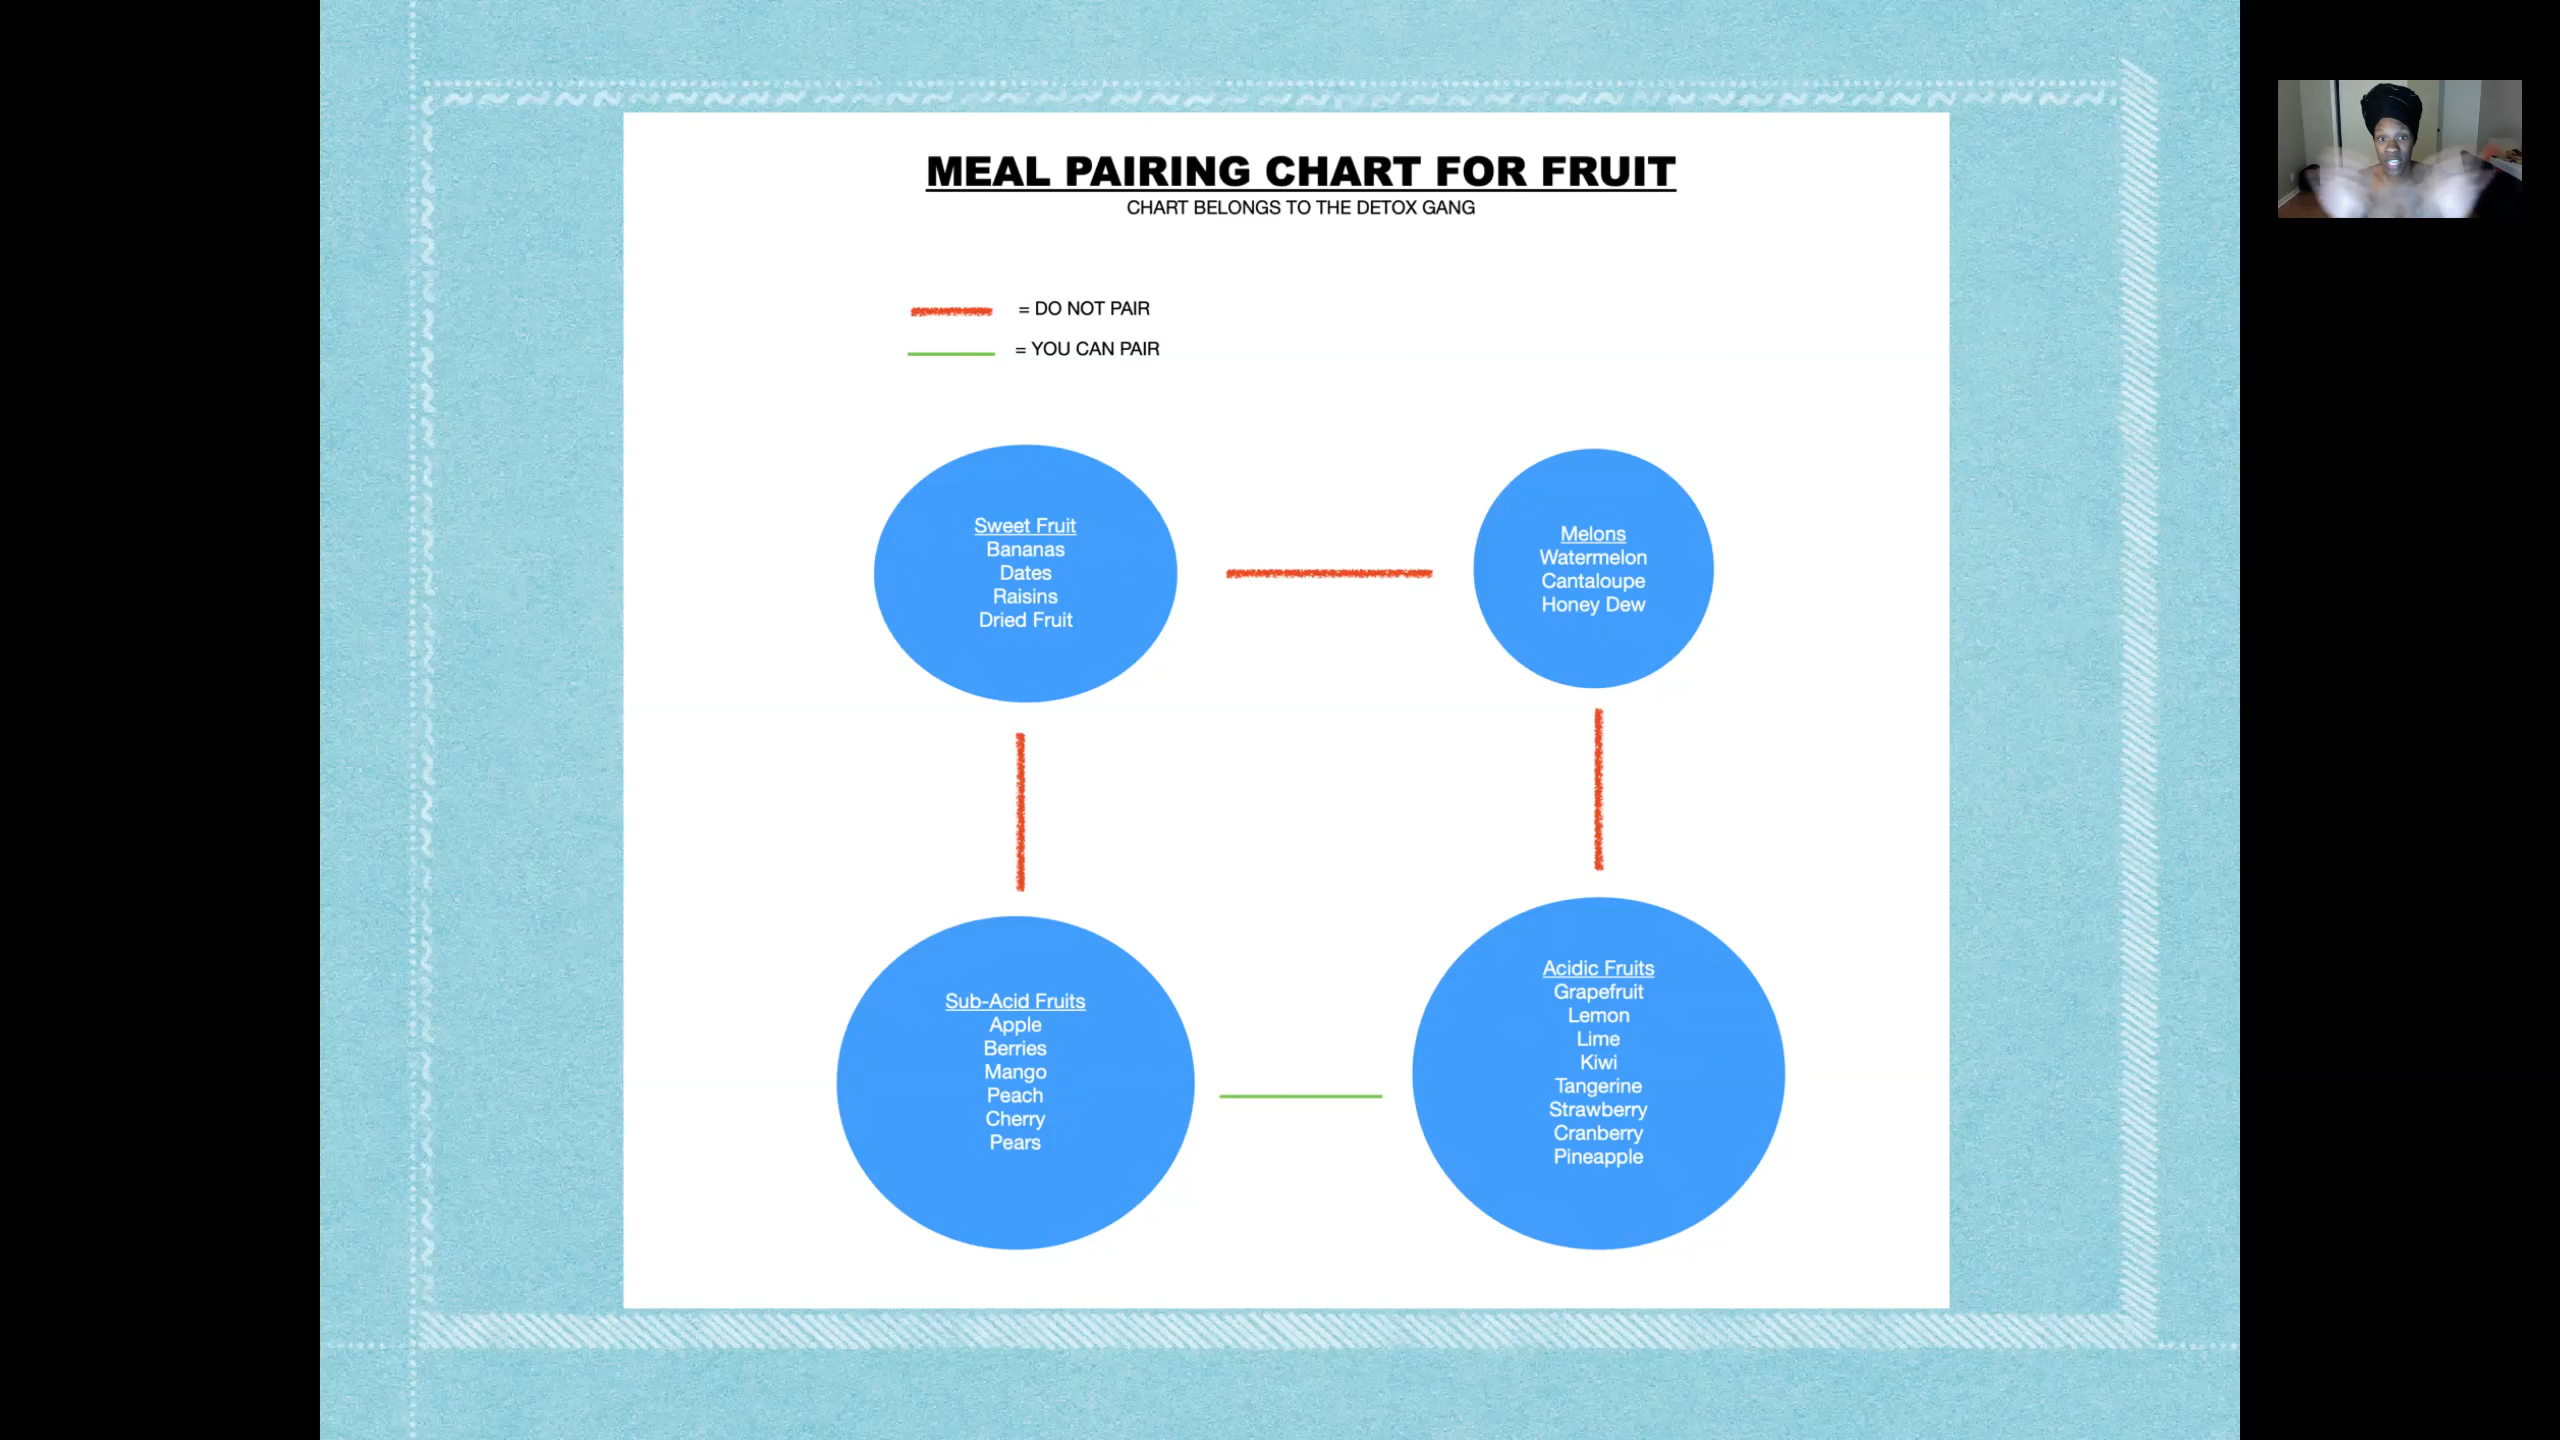 MEAL PAIRING CHART FOR FRUIT
CHART BELONGS TO THE DETOX GANG
= DO NOT PAIR
= YOU CAN PAIR
Sweet Fruit
Bananas
Dates
Raisins
Dried Fruit
Melons
Watermelon
Cantaloupe
Honey Dew
Sub-Acid Fruits
Apple
Berries
Mango
Peach
Cherry
Pears
Acidic Fruits
Grapefruit
Lemon
Lime
Kiwi
Tangerine
Strawberry
Cranberry
Pineapple